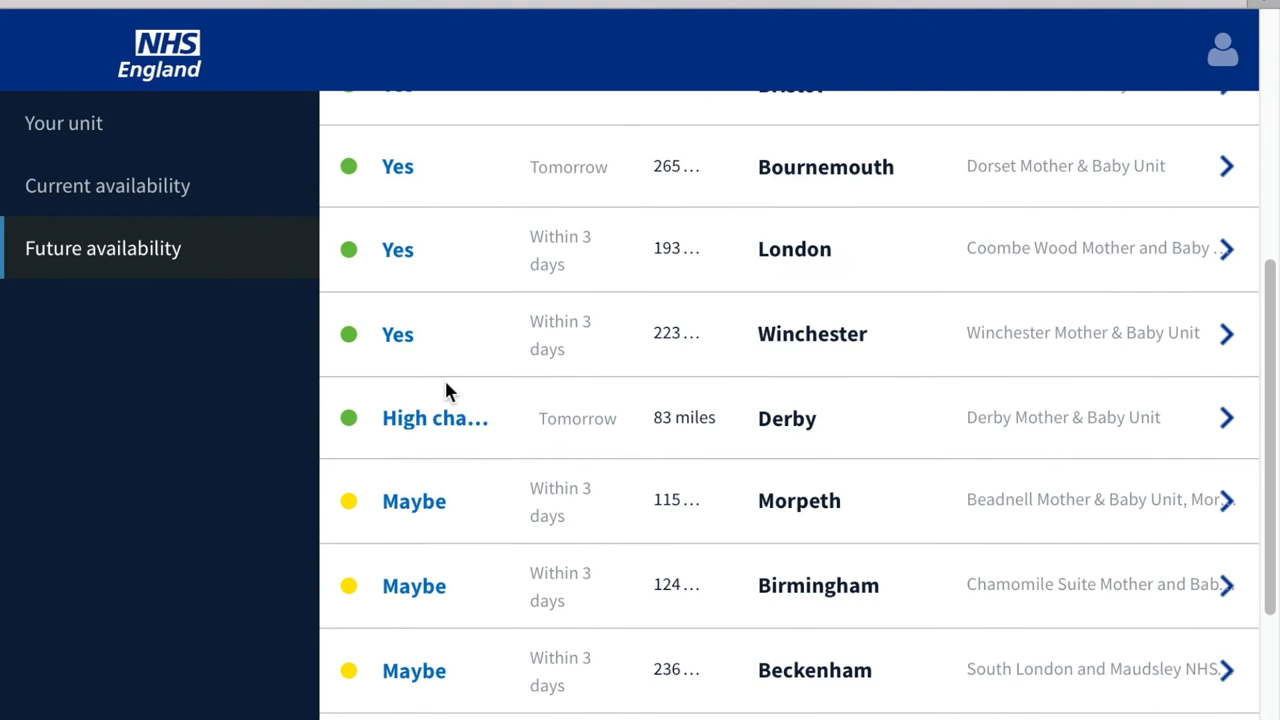 NHS
England
Your unit
Current availability
Future availability
Yes Tomorrow 265… Bournemouth Dorset Mother & Baby Unit
Yes Within 3 days 193… London Coombe Wood Mother and Baby …
Yes Within 3 days 223… Winchester Winchester Mother & Baby Unit
High cha… Tomorrow 83 miles Derby Derby Mother & Baby Unit
Maybe Within 3 days 115… Morpeth Beadnell Mother & Baby Unit, Mor…
Maybe Within 3 days 124… Birmingham Chamomile Suite Mother and Bab…
Maybe Within 3 days 236… Beckenham South London and Maudsley NHS…